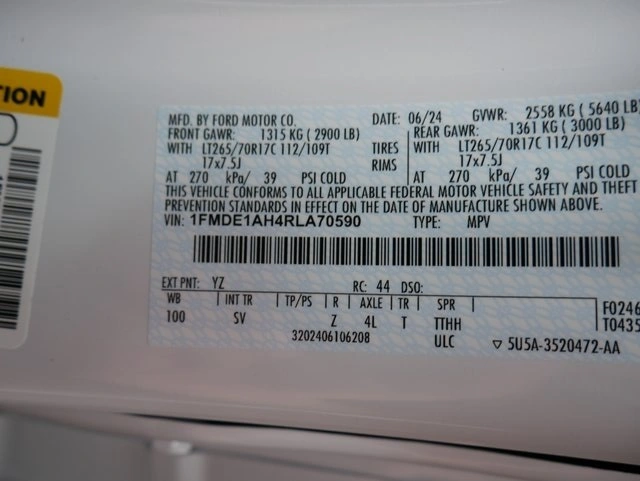 TION
MFD. BY FORD MOTOR CO. DATE: 06/24 GVWR: 2558 KG (5640 LB)
FRONT GAWR: 1315 KG (2900 LB) REAR GAWR: 1361 KG (3000 LB)
WITH LT265/70R17C 112/109T TIRES WITH LT265/70R17C 112/109T
17x7.5J RIMS 17x7.5J
AT 270 kPa/ 39 PSI COLD AT 270 kPa/ 39 PSI COLD
THIS VEHICLE CONFORMS TO ALL APPLICABLE FEDERAL MOTOR VEHICLE SAFETY AND THEFT
PREVENTION STANDARDS IN EFFECT ON THE DATE OF MANUFACTURE SHOWN ABOVE.
VIN: 1FMDE1AH4RLA70590 TYPE: MPV
EXT PNT: YZ RC: 44 DSO:
WB INT TR TP/PS R AXLE TR SPR F0246
100 SV Z 4L T TTHH T0435
3202406106208 ULC ▽ 5U5A-3520472-AA